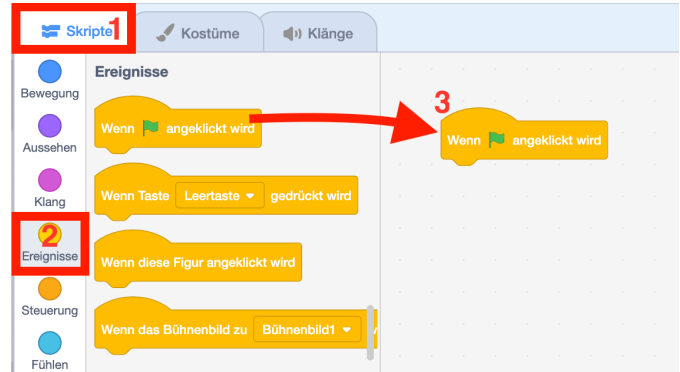 Skripte 1 Kostüme Klänge
Ereignisse
Bewegung
3
Wenn angeklickt wird
Wenn angeklickt wird
Aussehen
Wenn Taste Leertaste gedrückt wird
Klang
2
Ereignisse
Wenn diese Figur angeklickt wird
Steuerung
Wenn das Bühnenbild zu Bühnenbild1
Fühlen